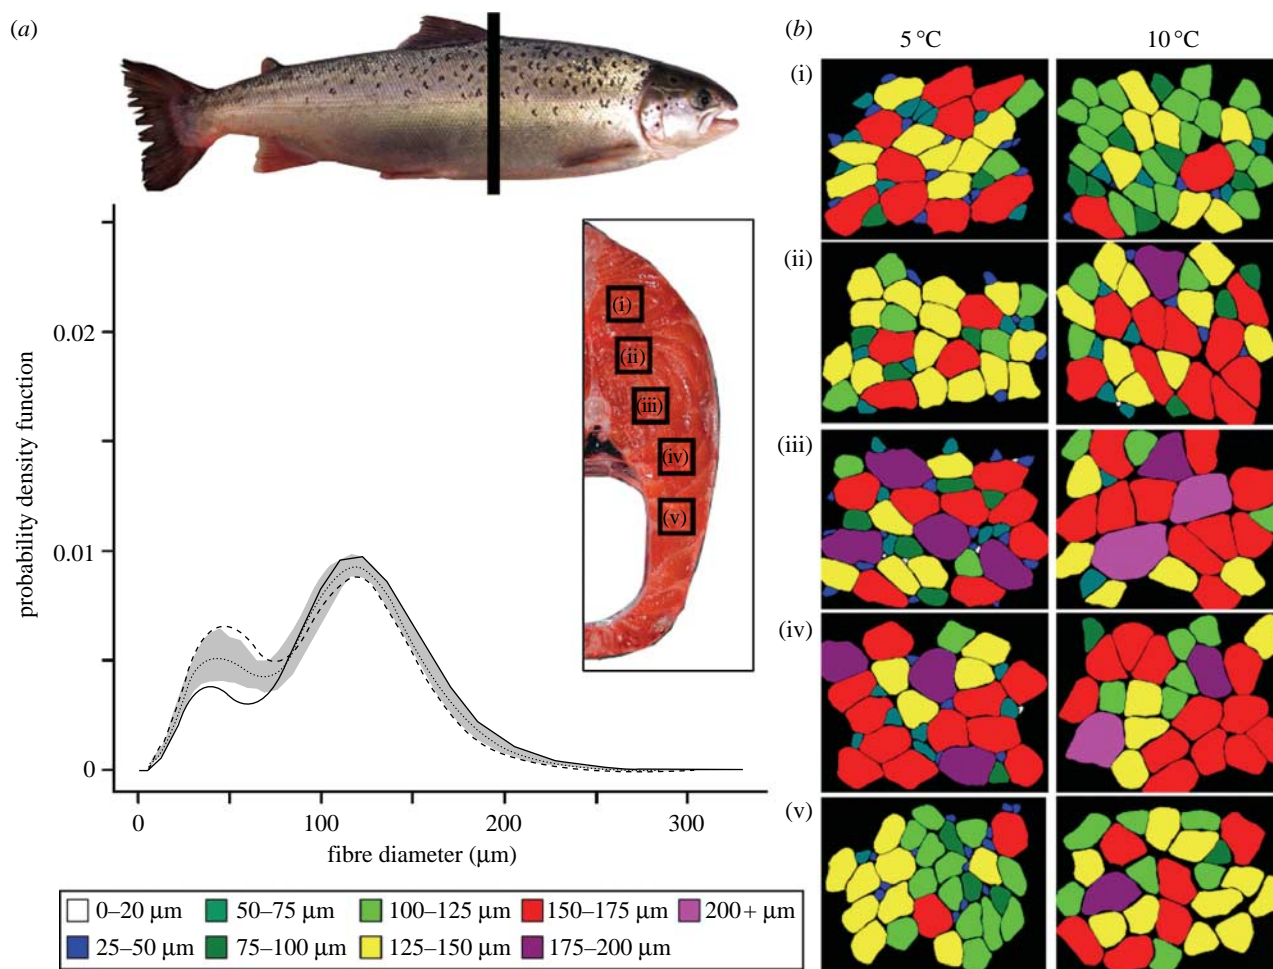 (a)
(b)
5 °C
10 °C
(i)
(ii)
(iii)
(iv)
(v)
(i)
(ii)
(iii)
(iv)
(v)
probability density function
0.02
0.01
0
0
100
200
300
fibre diameter (µm)
0–20 µm
50–75 µm
100–125 µm
150–175 µm
200+ µm
25–50 µm
75–100 µm
125–150 µm
175–200 µm